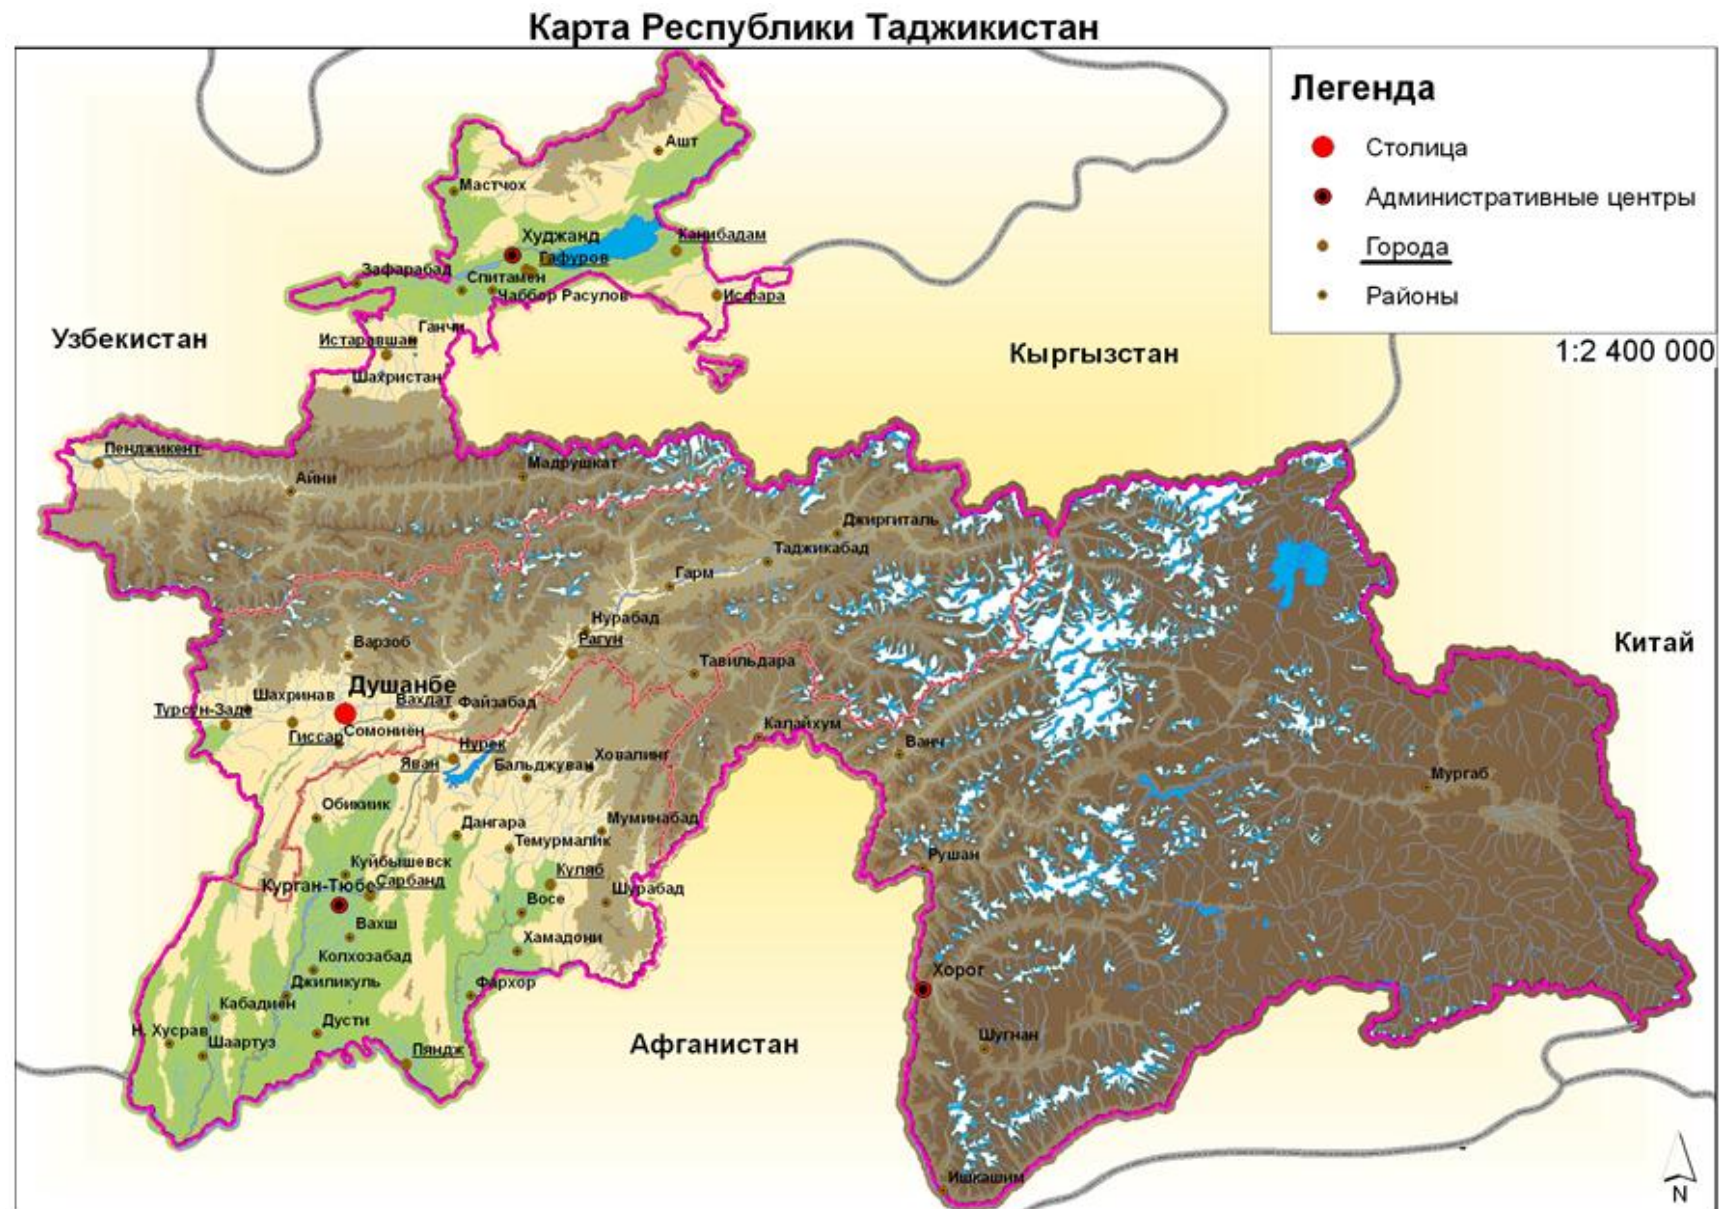 Карта Республики Таджикистан
Легенда
Столица
Административные центры
Города
Районы
1:2 400 000
Узбекистан
Кыргызстан
Китай
Афганистан
Ашт
Мастчох
Худжанд
Канибадам
Гафуров
Зафарабад
Спитамен
Чаббор Расулов
Исфара
Ганчи
Истаравшан
Шахристан
Пенджикент
Айни
Мадрушкат
Джиргиталь
Таджикабад
Гарм
Нурабад
Рагун
Варзоб
Тавильдара
Душанбе
Шахринав
Вахдат
Файзабад
Турсун-Заде
Гиссар
Сомониён
Калайхум
Ванч
Нурек
Яван
Бальджуван
Ховалинг
Мургаб
Обикиик
Дангара
Муминабад
Темурмалик
Рушан
Куйбышевск
Куляб
Курган-Тюбе
Сарбанд
Шурабад
Восе
Вахш
Хамадони
Колхозабад
Хорог
Джиликуль
Фархор
Кабадиён
Н. Хусрав
Дусти
Шаартуз
Шугнан
Пяндж
Ишкашим
N